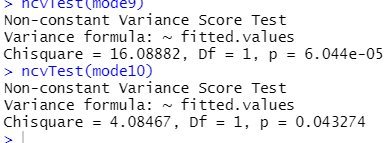 > ncvTest(mode9)
Non-constant Variance Score Test
Variance formula: ~ fitted.values
Chisquare = 16.08882, Df = 1, p = 6.044e-05
> ncvTest(mode10)
Non-constant Variance Score Test
Variance formula: ~ fitted.values
Chisquare = 4.08467, Df = 1, p = 0.043274
>